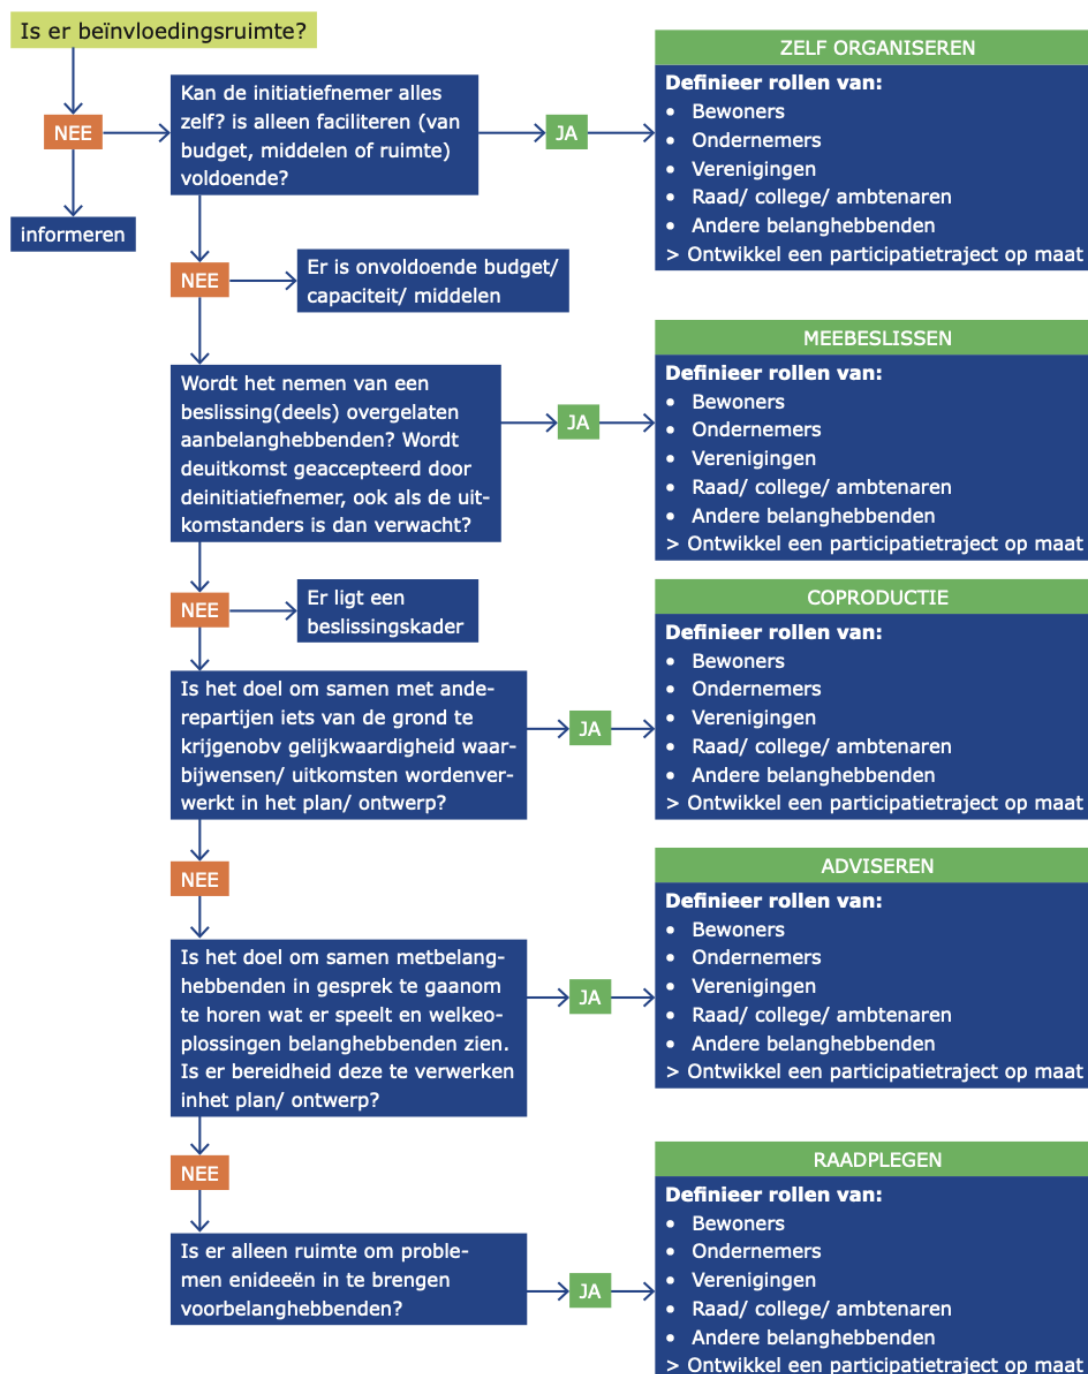 Is er beïnvloedingsruimte?
NEE
informeren
Kan de initiatiefnemer alles
zelf? is alleen faciliteren (van
budget, middelen of ruimte)
voldoende?
JA
ZELF ORGANISEREN
Definieer rollen van:
• Bewoners
• Ondernemers
• Verenigingen
• Raad/ college/ ambtenaren
• Andere belanghebbenden
> Ontwikkel een participatietraject op maat
NEE
Er is onvoldoende budget/
capaciteit/ middelen
Wordt het nemen van een
beslissing(deels) overgelaten
aanbelanghebbenden? Wordt
deuitkomst geaccepteerd door
deinitiatiefnemer, ook als de uit-
komstanders is dan verwacht?
JA
MEEBESLISSEN
Definieer rollen van:
• Bewoners
• Ondernemers
• Verenigingen
• Raad/ college/ ambtenaren
• Andere belanghebbenden
> Ontwikkel een participatietraject op maat
NEE
Er ligt een
beslissingskader
Is het doel om samen met ande-
repartijen iets van de grond te
krijgenobv gelijkwaardigheid waar-
bijwensen/ uitkomsten wordenver-
werkt in het plan/ ontwerp?
JA
COPRODUCTIE
Definieer rollen van:
• Bewoners
• Ondernemers
• Verenigingen
• Raad/ college/ ambtenaren
• Andere belanghebbenden
> Ontwikkel een participatietraject op maat
NEE
Is het doel om samen metbelang-
hebbenden in gesprek te gaanom
te horen wat er speelt en welkeo-
plossingen belanghebbenden zien.
Is er bereidheid deze te verwerken
inhet plan/ ontwerp?
JA
ADVISEREN
Definieer rollen van:
• Bewoners
• Ondernemers
• Verenigingen
• Raad/ college/ ambtenaren
• Andere belanghebbenden
> Ontwikkel een participatietraject op maat
NEE
Is er alleen ruimte om proble-
men enideeën in te brengen
voorbelanghebbenden?
JA
RAADPLEGEN
Definieer rollen van:
• Bewoners
• Ondernemers
• Verenigingen
• Raad/ college/ ambtenaren
• Andere belanghebbenden
> Ontwikkel een participatietraject op maat